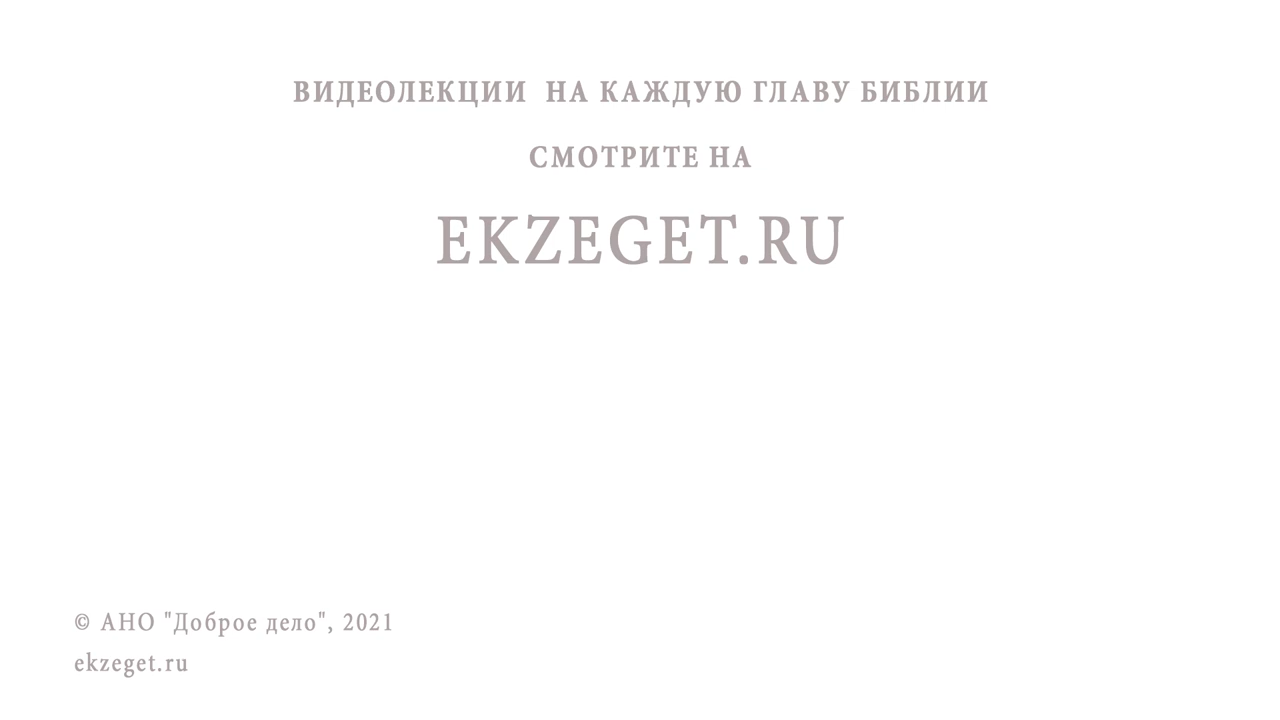 ВИДЕОЛЕКЦИИ НА КАЖДУЮ ГЛАВУ БИБЛИИ
СМОТРИТЕ НА
EKZEGET.RU
© АНО "Доброе дело", 2021
ekzeget.ru